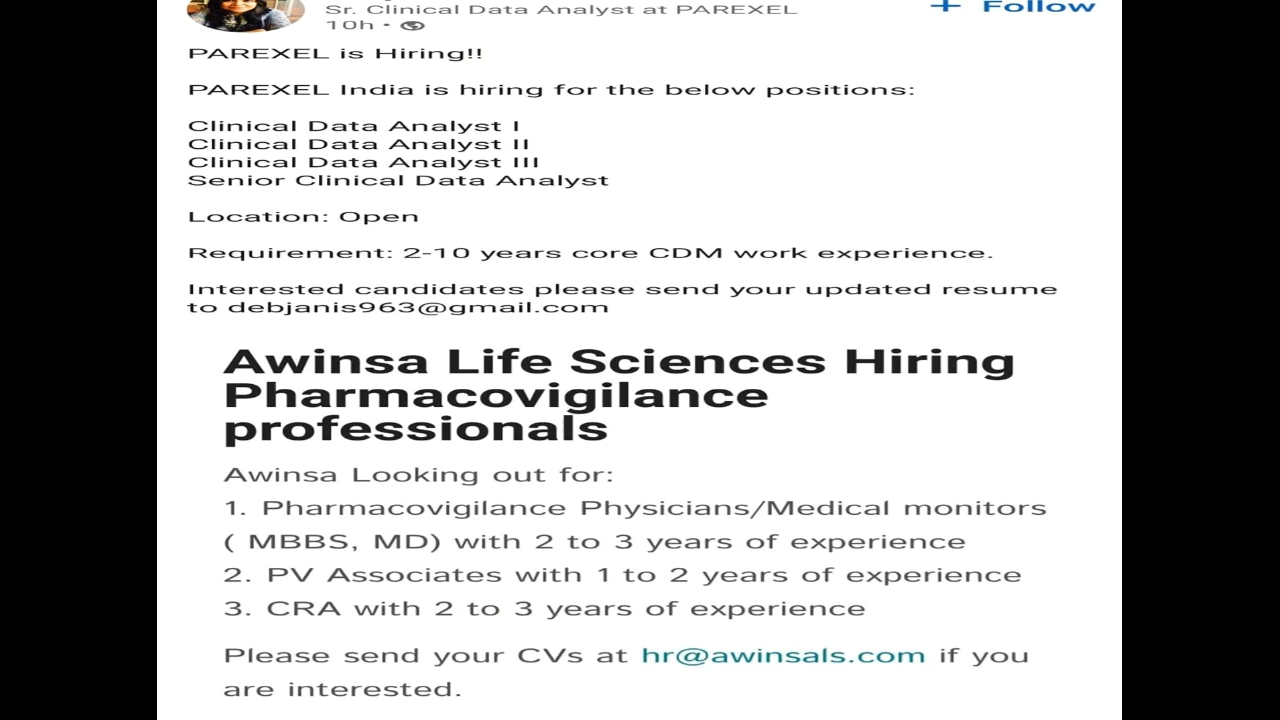 Sr. Clinical Data Analyst at PAREXEL
+ Follow
10h •
PAREXEL is Hiring!!
PAREXEL India is hiring for the below positions:
Clinical Data Analyst I
Clinical Data Analyst II
Clinical Data Analyst III
Senior Clinical Data Analyst
Location: Open
Requirement: 2-10 years core CDM work experience.
Interested candidates please send your updated resume
to debjanis963@gmail.com
Awinsa Life Sciences Hiring
Pharmacovigilance
professionals
Awinsa Looking out for:
1. Pharmacovigilance Physicians/Medical monitors
( MBBS, MD) with 2 to 3 years of experience
2. PV Associates with 1 to 2 years of experience
3. CRA with 2 to 3 years of experience
Please send your CVs at hr@awinsals.com if you
are interested.